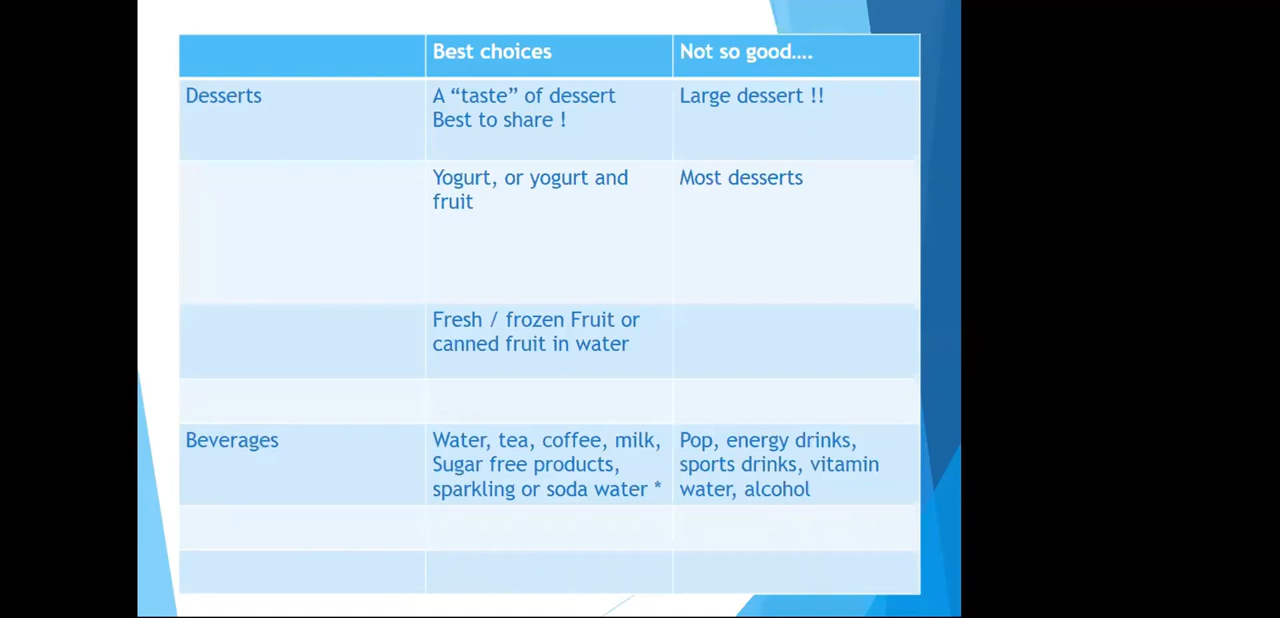 Best choices
Not so good....
Desserts
A “taste” of dessert
Best to share !
Large dessert !!
Yogurt, or yogurt and
fruit
Most desserts
Fresh / frozen Fruit or
canned fruit in water
Beverages
Water, tea, coffee, milk,
Sugar free products,
sparkling or soda water *
Pop, energy drinks,
sports drinks, vitamin
water, alcohol